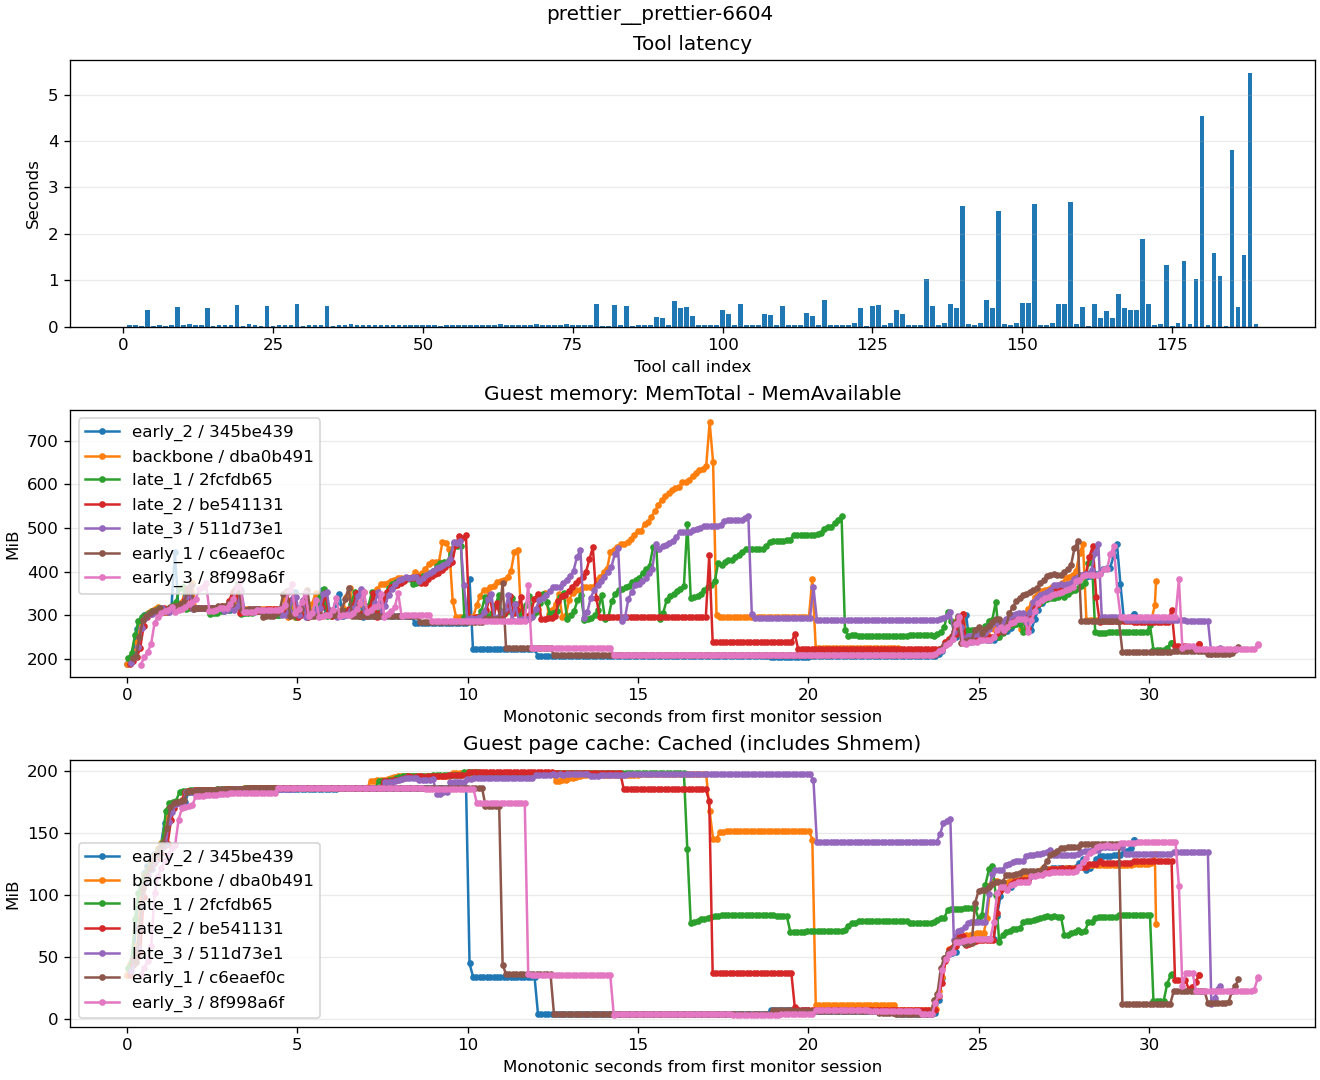 prettier__prettier-6604
Tool latency
Seconds
5
4
3
2
1
0
0 25 50 75 100 125 150 175
Tool call index
Guest memory: MemTotal - MemAvailable
MiB
700
600
500
400
300
200
early_2 / 345be439
backbone / dba0b491
late_1 / 2fcfdb65
late_2 / be541131
late_3 / 511d73e1
early_1 / c6eaef0c
early_3 / 8f998a6f
0 5 10 15 20 25 30
Monotonic seconds from first monitor session
Guest page cache: Cached (includes Shmem)
MiB
200
150
100
50
0
early_2 / 345be439
backbone / dba0b491
late_1 / 2fcfdb65
late_2 / be541131
late_3 / 511d73e1
early_1 / c6eaef0c
early_3 / 8f998a6f
0 5 10 15 20 25 30
Monotonic seconds from first monitor session